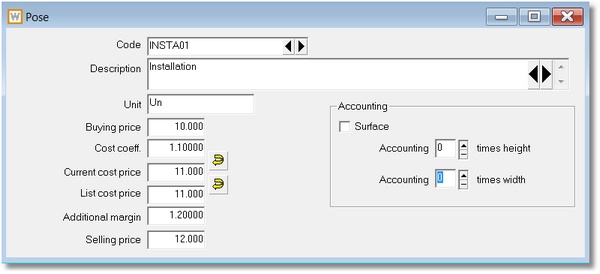 Pose
Code INSTA01
Description Installation
Unit Un
Accounting
Buying price 10.000
Surface
Cost coeff. 1.10000
Accounting 0 times height
Current cost price 11.000
Accounting 0 times width
List cost price 11.000
Additional margin 1.20000
Selling price 12.000